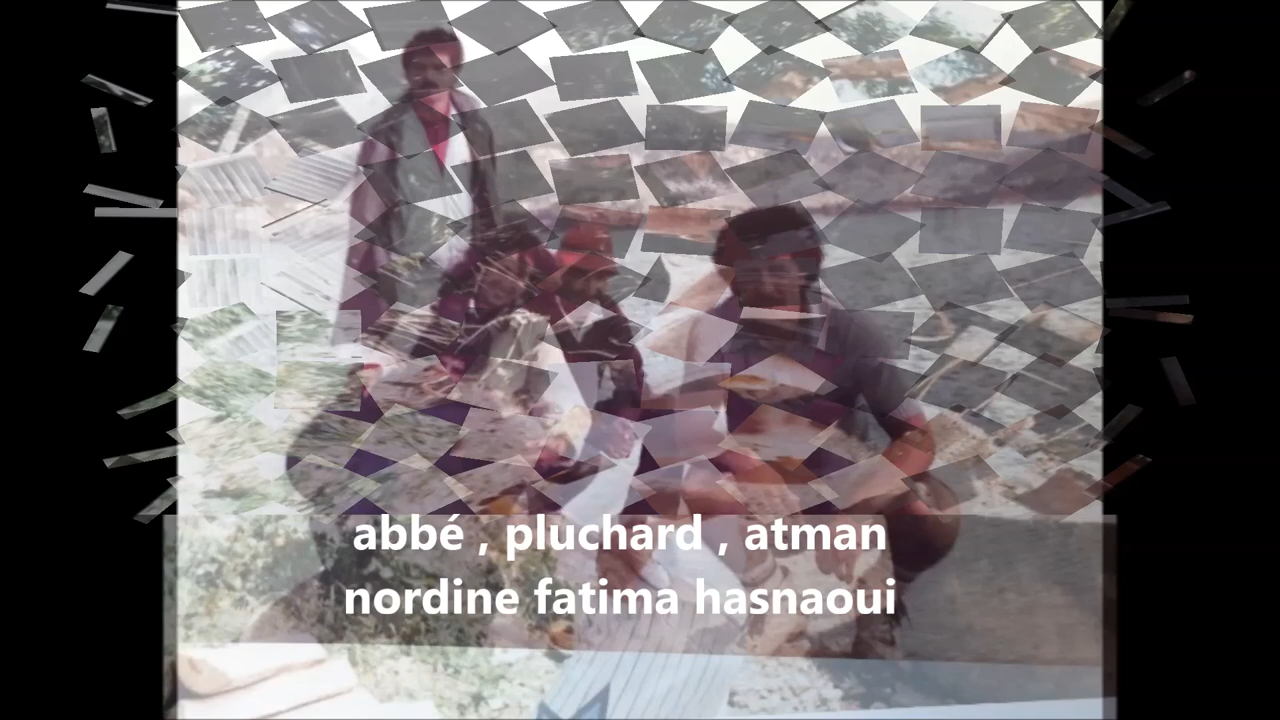 abbé , pluchard , atman
nordine fatima hasnaoui